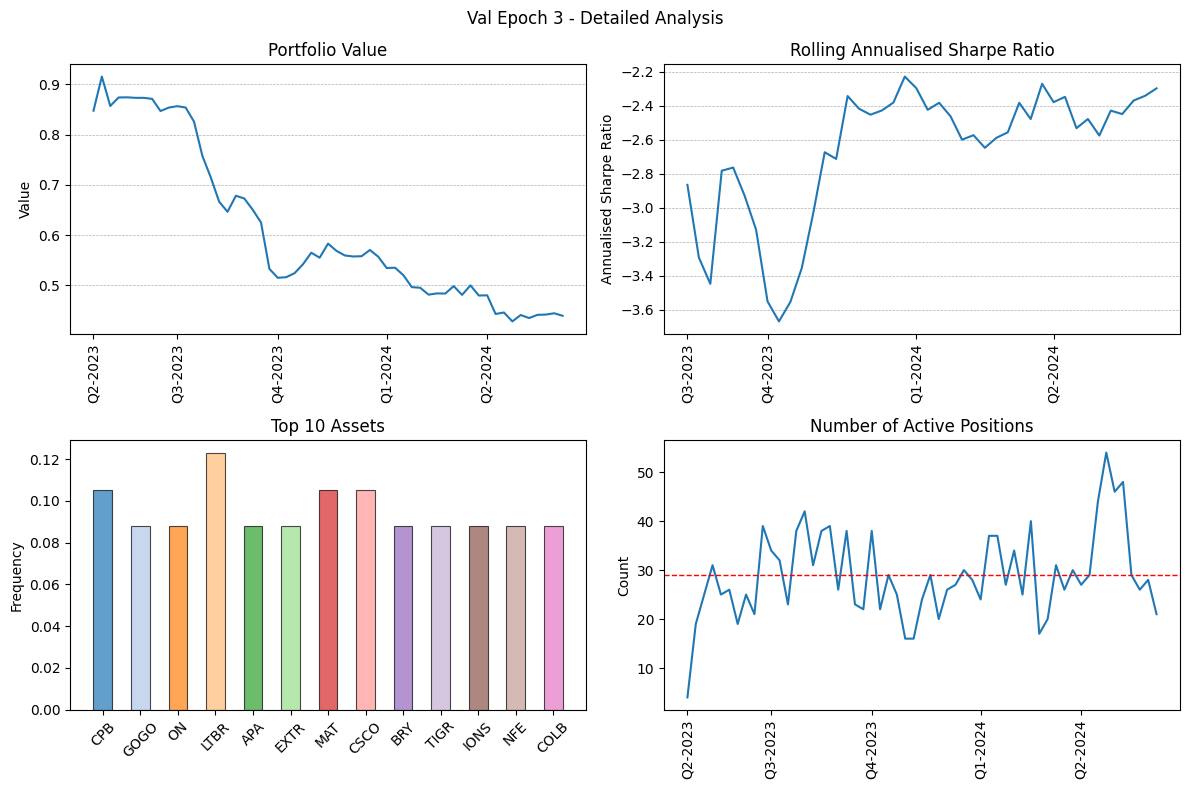 Val Epoch 3 - Detailed Analysis
Portfolio Value
Value
0.9
0.8
0.7
0.6
0.5
Q2-2023
Q3-2023
Q4-2023
Q1-2024
Q2-2024
Rolling Annualised Sharpe Ratio
Annualised Sharpe Ratio
−2.2
−2.4
−2.6
−2.8
−3.0
−3.2
−3.4
−3.6
Q3-2023
Q4-2023
Q1-2024
Q2-2024
Top 10 Assets
Frequency
0.12
0.10
0.08
0.06
0.04
0.02
0.00
CPB
GOGO
ON
LTBR
APA
EXTR
MAT
CSCO
BRY
TIGR
IONS
NFE
COLB
Number of Active Positions
Count
50
40
30
20
10
Q2-2023
Q3-2023
Q4-2023
Q1-2024
Q2-2024